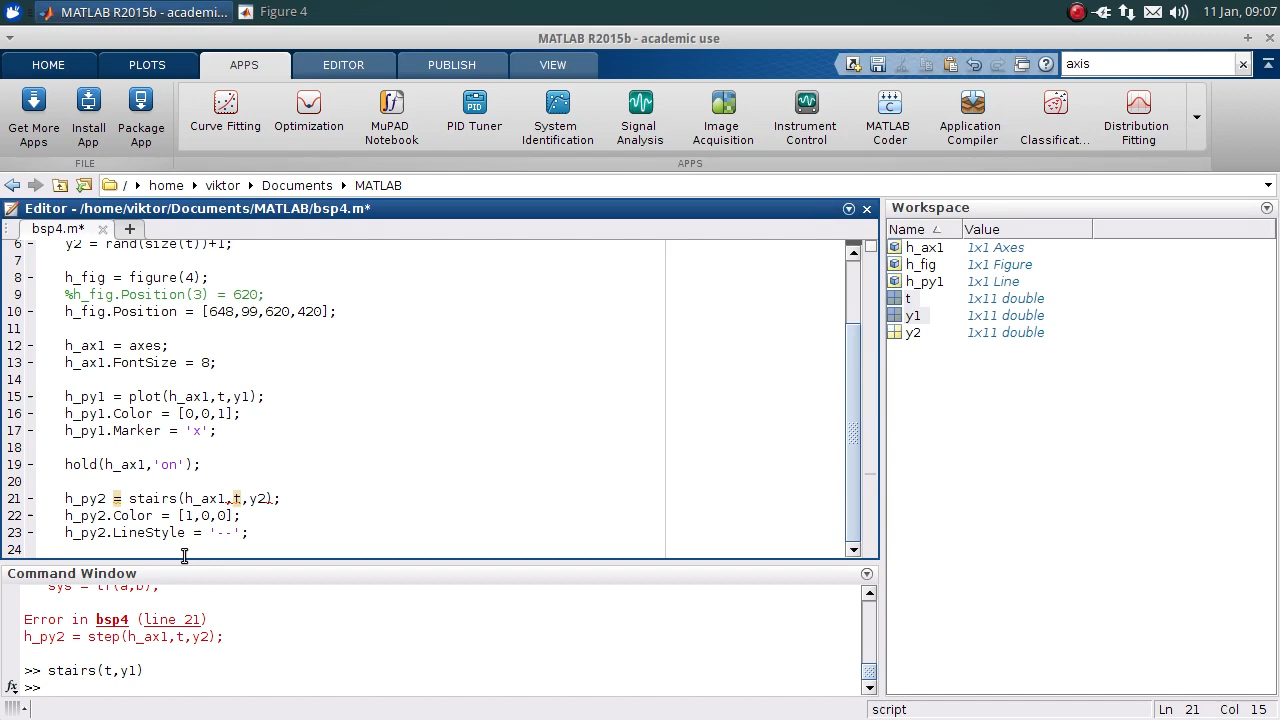 MATLAB R2015b - academi... Figure 4 11 Jan, 09:07
MATLAB R2015b - academic use
HOME PLOTS APPS EDITOR PUBLISH VIEW axis
Get More Apps
Install App
Package App
Curve Fitting
Optimization
MuPAD Notebook
PID Tuner
System Identification
Signal Analysis
Image Acquisition
Instrument Control
MATLAB Coder
Application Compiler
Classificat...
Distribution Fitting
FILE APPS
/ home viktor Documents MATLAB
Editor - /home/viktor/Documents/MATLAB/bsp4.m*
bsp4.m*
6 - y2 = rand(size(t))+1;
7
8 - h_fig = figure(4);
9 %h_fig.Position(3) = 620;
10 - h_fig.Position = [648,99,620,420];
11
12 - h_ax1 = axes;
13 - h_ax1.FontSize = 8;
14
15 - h_py1 = plot(h_ax1,t,y1);
16 - h_py1.Color = [0,0,1];
17 - h_py1.Marker = 'x';
18
19 - hold(h_ax1,'on');
20
21 - h_py2 = stairs(h_ax1,t,y2);
22 - h_py2.Color = [1,0,0];
23 - h_py2.LineStyle = '--';
24
Command Window
sys = tf(a,b);
Error in bsp4 (line 21)
h_py2 = step(h_ax1,t,y2);
>> stairs(t,y1)
fx >>
Workspace
Name Value
h_ax1 1x1 Axes
h_fig 1x1 Figure
h_py1 1x1 Line
t 1x11 double
y1 1x11 double
y2 1x11 double
script Ln 21 Col 15